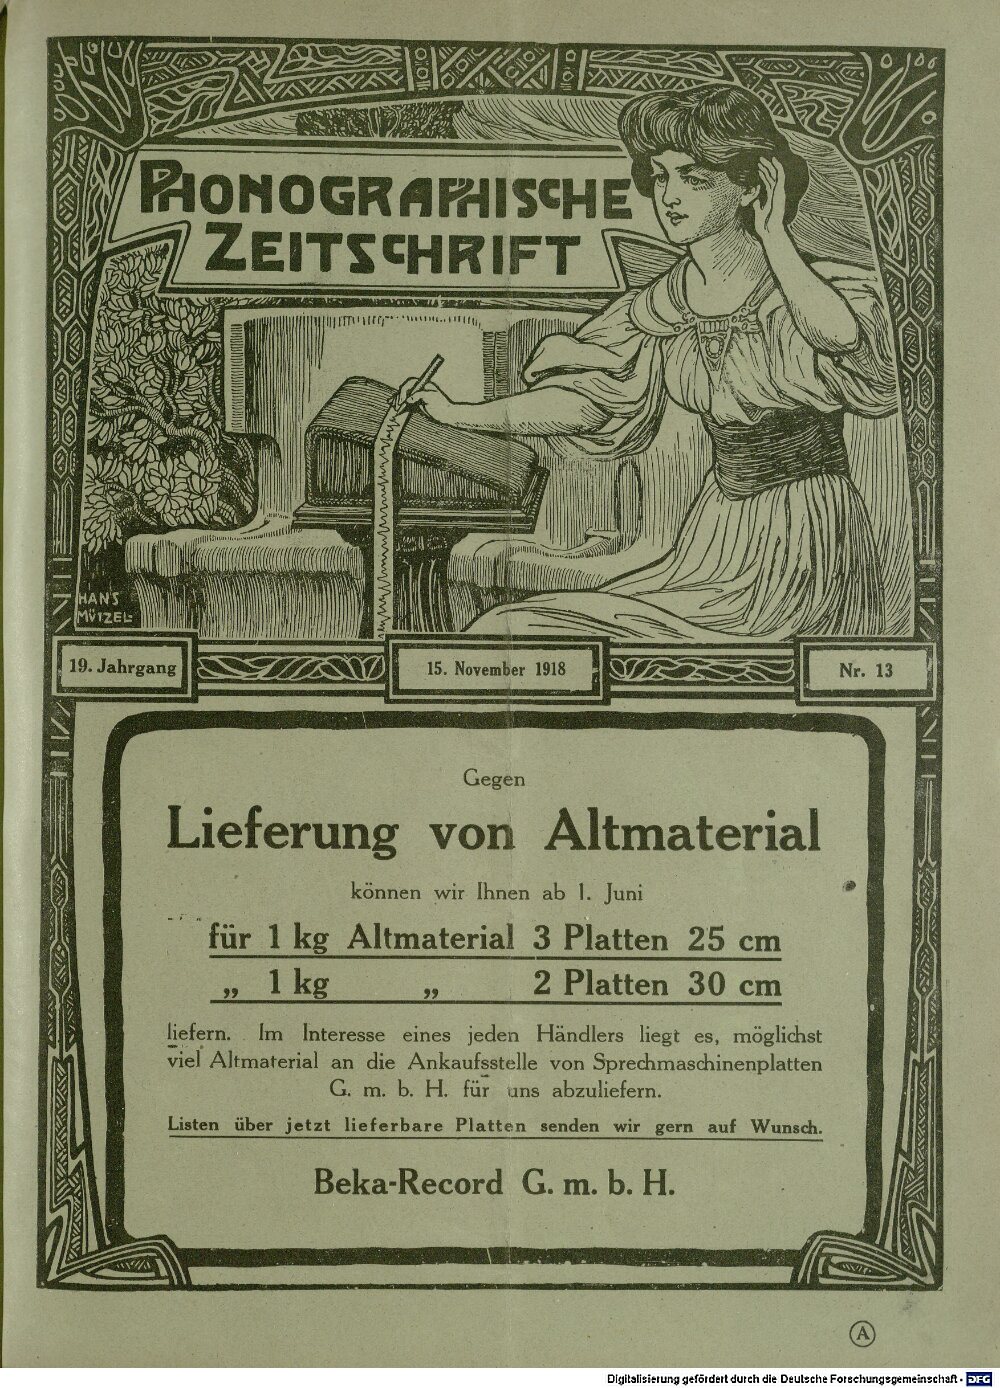 PHONOGRAPHISCHE
ZEITSCHRIFT
HANS
MÜTZEL
19. Jahrgang
15. November 1918
Nr. 13
Gegen
Lieferung von Altmaterial
können wir Ihnen ab 1. Juni
für 1 kg Altmaterial 3 Platten 25 cm
„ 1 kg „ 2 Platten 30 cm
liefern. Im Interesse eines jeden Händlers liegt es, möglichst
viel Altmaterial an die Ankaufsstelle von Sprechmaschinenplatten
G. m. b. H. für uns abzuliefern.
Listen über jetzt lieferbare Platten senden wir gern auf Wunsch.
Beka-Record G. m. b. H.
A
Digitalisierung gefördert durch die Deutsche Forschungsgemeinschaft - DFG